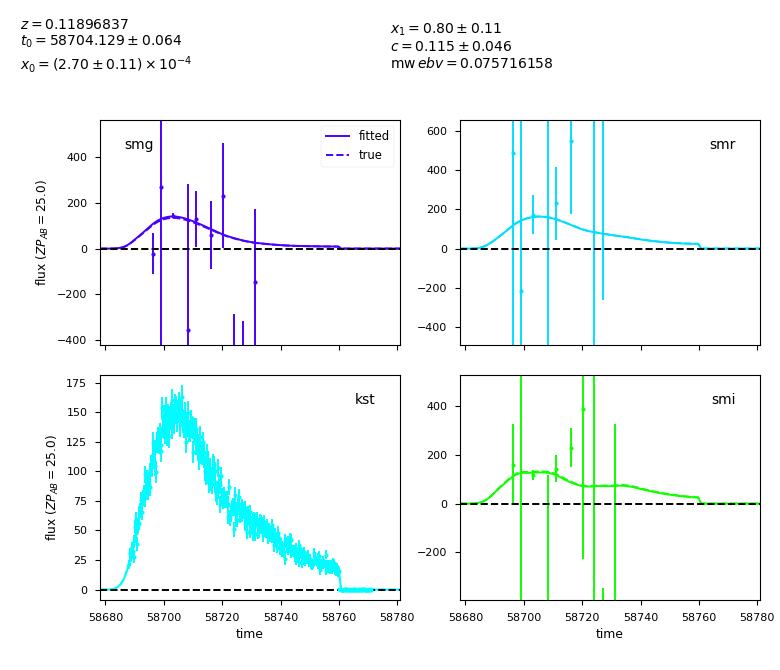 z = 0.11896837
t₀ = 58704.129 ± 0.064
x₀ = (2.70 ± 0.11) × 10⁻⁴
x₁ = 0.80 ± 0.11
c = 0.115 ± 0.046
mw ebv = 0.075716158
smg
fitted
true
400
200
0
−200
−400
flux (ZP_AB = 25.0)
smr
600
400
200
0
−200
−400
kst
175
150
125
100
75
50
25
0
flux (ZP_AB = 25.0)
58680 58700 58720 58740 58760 58780
time
smi
400
200
0
−200
58680 58700 58720 58740 58760 58780
time